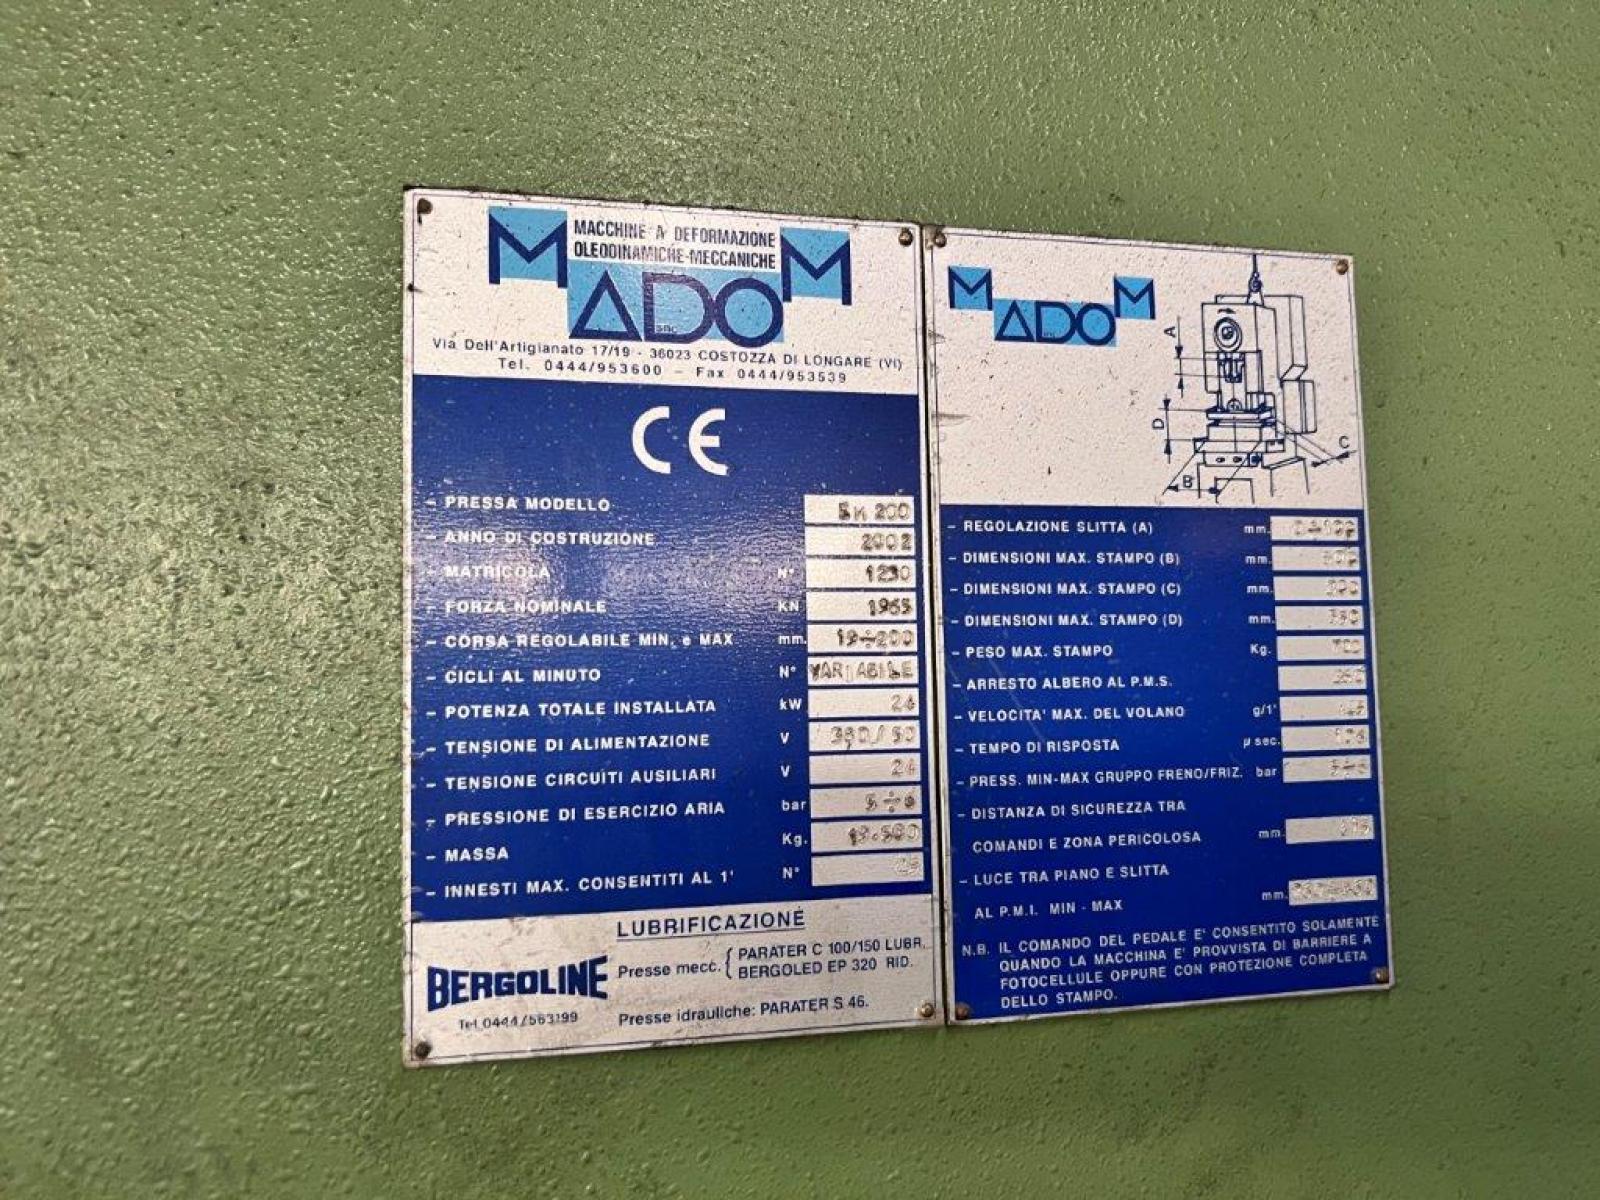 MACCHINE A DEFORMAZIONE
OLEODINAMICHE-MECCANICHE
MADOM
snc
Via Dell'Artigianato 17/19 - 36023 COSTOZZA DI LONGARE (VI)
Tel. 0444/953600 - Fax 0444/953539
CE
- PRESSA MODELLO 200
- ANNO DI COSTRUZIONE 2002
- MATRICOLA N° 1230
- FORZA NOMINALE KN 1965
- CORSA REGOLABILE MIN. e MAX mm. 19÷200
- CICLI AL MINUTO N° VARIABILE
- POTENZA TOTALE INSTALLATA kW
- TENSIONE DI ALIMENTAZIONE V 380/50
- TENSIONE CIRCUITI AUSILIARI V 24
- PRESSIONE DI ESERCIZIO ARIA bar 5÷6
- MASSA Kg. 19.500
- INNESTI MAX. CONSENTITI AL 1' N°
LUBRIFICAZIONE
BERGOLINE
Tel. 0444/563199
Presse mecc. { PARATER C 100/150 LUBR.
BERGOLED EP 320 RID.
Presse idrauliche: PARATER S 46.
MADOM
A
D
C
B
- REGOLAZIONE SLITTA (A) mm.
- DIMENSIONI MAX. STAMPO (B) mm.
- DIMENSIONI MAX. STAMPO (C) mm.
- DIMENSIONI MAX. STAMPO (D) mm.
- PESO MAX. STAMPO Kg.
- ARRESTO ALBERO AL P.M.S.
- VELOCITA' MAX. DEL VOLANO g/1'
- TEMPO DI RISPOSTA µ sec.
- PRESS. MIN-MAX GRUPPO FRENO/FRIZ. bar
- DISTANZA DI SICUREZZA TRA
COMANDI E ZONA PERICOLOSA mm.
- LUCE TRA PIANO E SLITTA
AL P.M.I. MIN - MAX mm.
N.B. IL COMANDO DEL PEDALE E' CONSENTITO SOLAMENTE
QUANDO LA MACCHINA E' PROVVISTA DI BARRIERE A
FOTOCELLULE OPPURE CON PROTEZIONE COMPLETA
DELLO STAMPO.